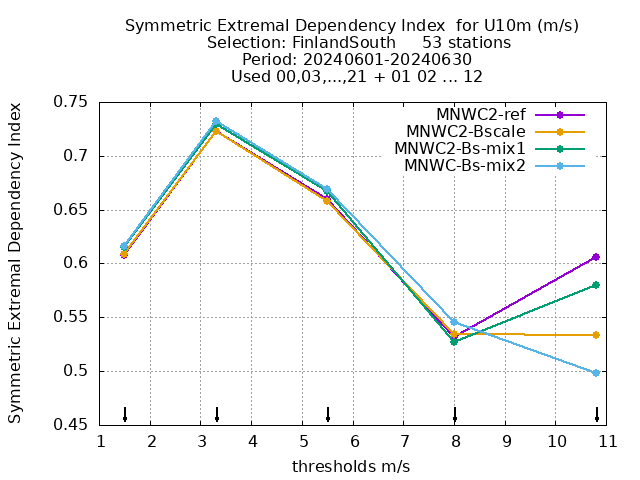 Symmetric Extremal Dependency Index  for U10m (m/s)
Selection: FinlandSouth     53 stations
Period: 20240601-20240630
Used 00,03,...,21 + 01 02 ... 12
MNWC2-ref
MNWC2-Bscale
MNWC2-Bs-mix1
MNWC-Bs-mix2
Symmetric Extremal Dependency Index
0.75
0.7
0.65
0.6
0.55
0.5
0.45
1 2 3 4 5 6 7 8 9 10 11
thresholds m/s